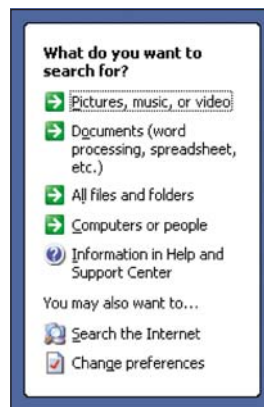 What do you want to
search for?
Pictures, music, or video
Documents (word
processing, spreadsheet,
etc.)
All files and folders
Computers or people
Information in Help and
Support Center
You may also want to...
Search the Internet
Change preferences